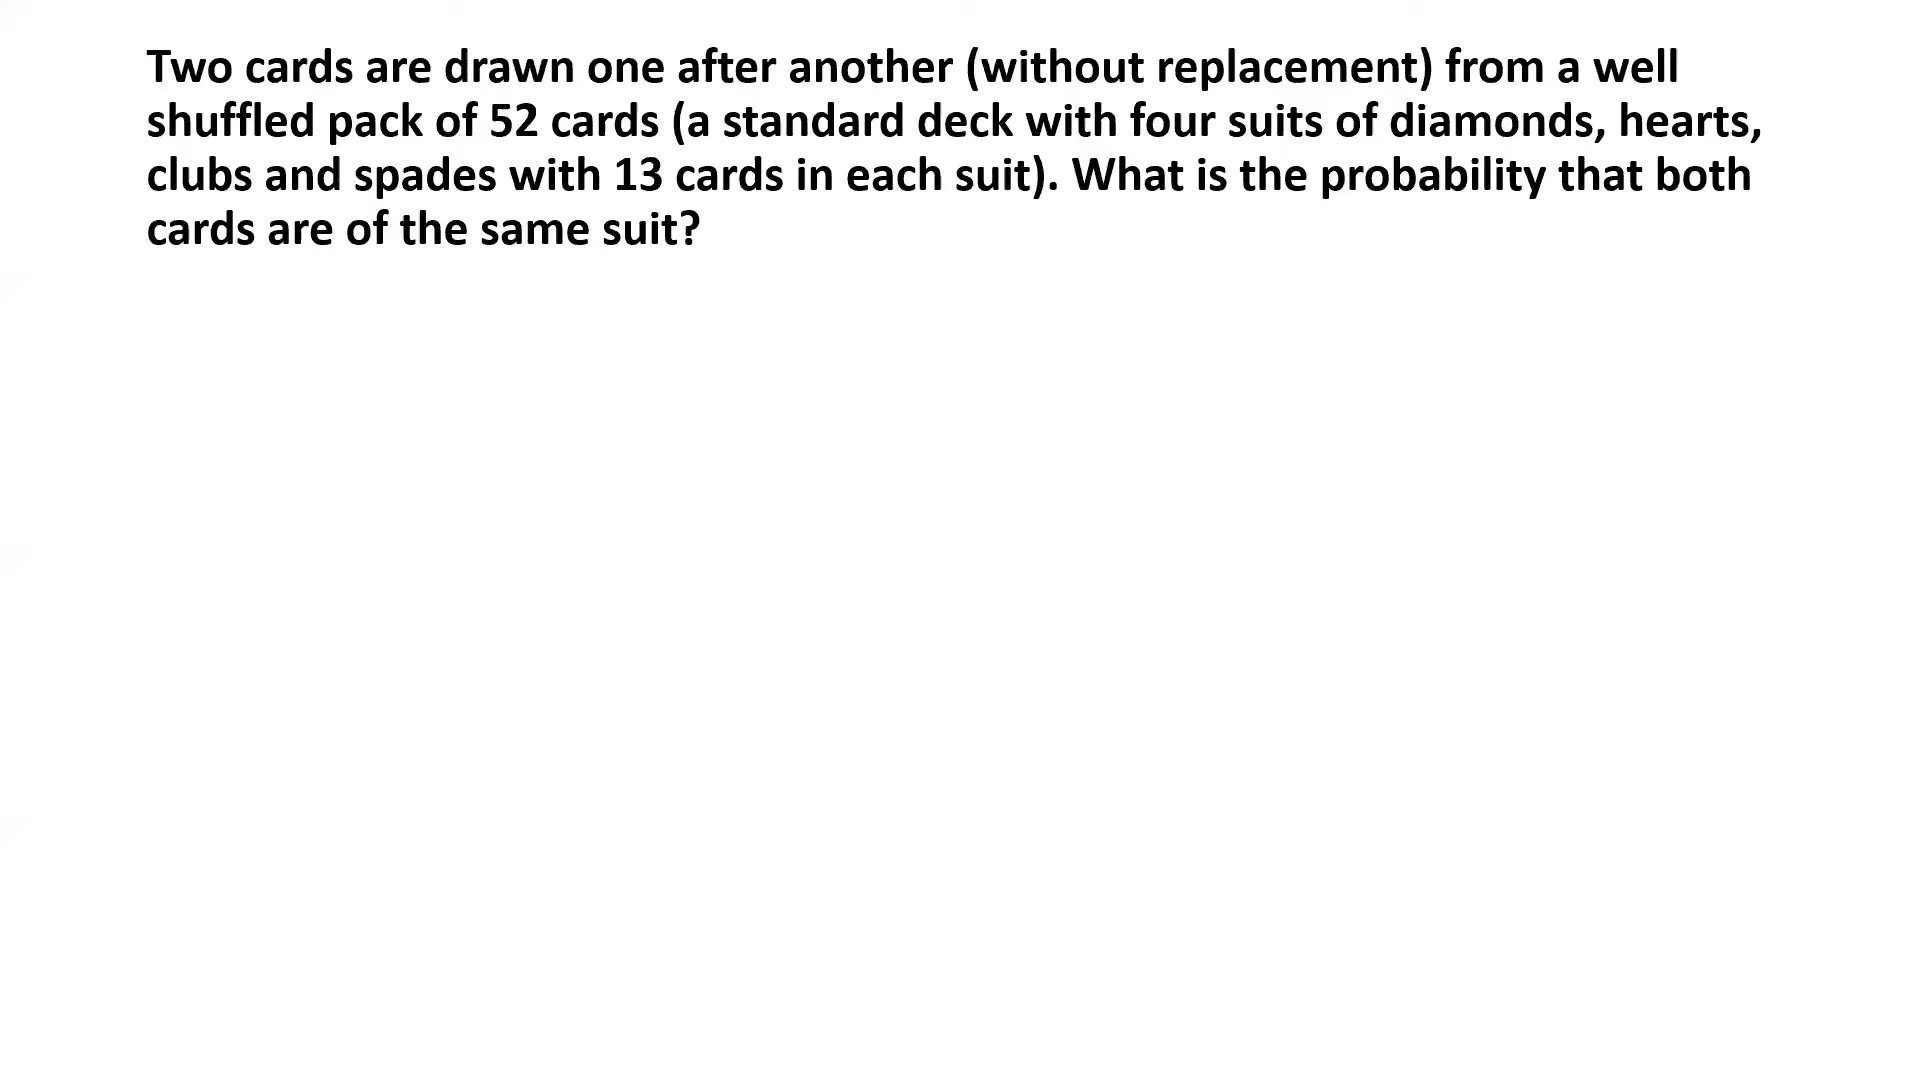 Two cards are drawn one after another (without replacement) from a well
shuffled pack of 52 cards (a standard deck with four suits of diamonds, hearts,
clubs and spades with 13 cards in each suit). What is the probability that both
cards are of the same suit?